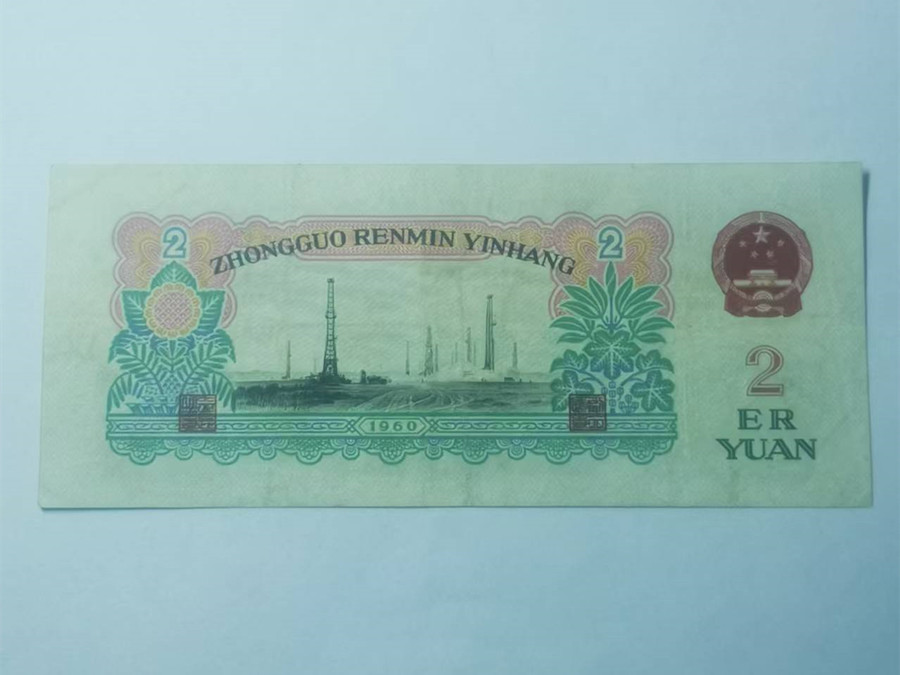 2
ZHONGGUO RENMIN YINHANG
2
1960
2
ER
YUAN